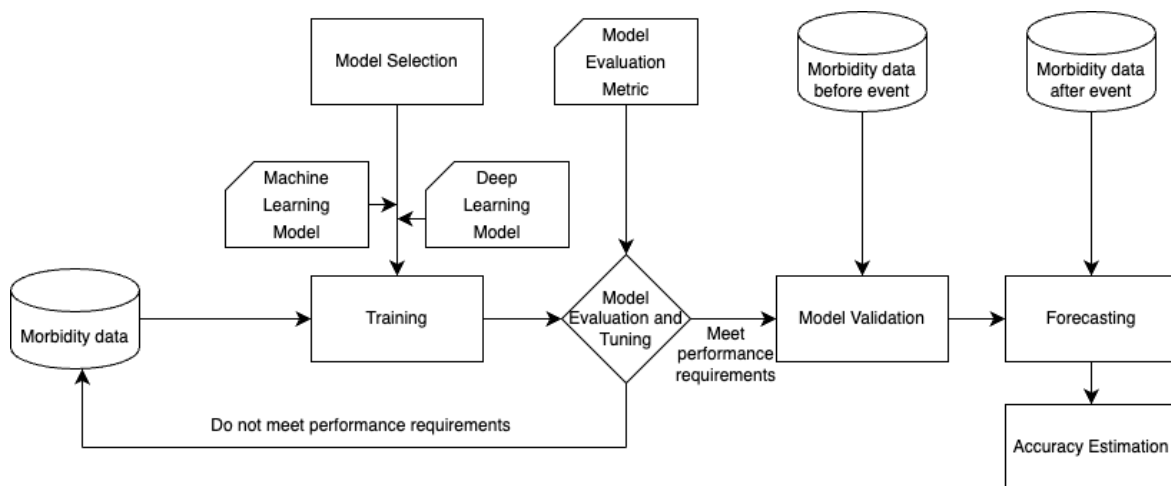 Model Selection
Model
Evaluation
Metric
Morbidity data
before event
Morbidity data
after event
Machine
Learning
Model
Deep
Learning
Model
Morbidity data
Training
Model
Evaluation and
Tuning
Meet
performance
requirements
Model Validation
Forecasting
Do not meet performance requirements
Accuracy Estimation